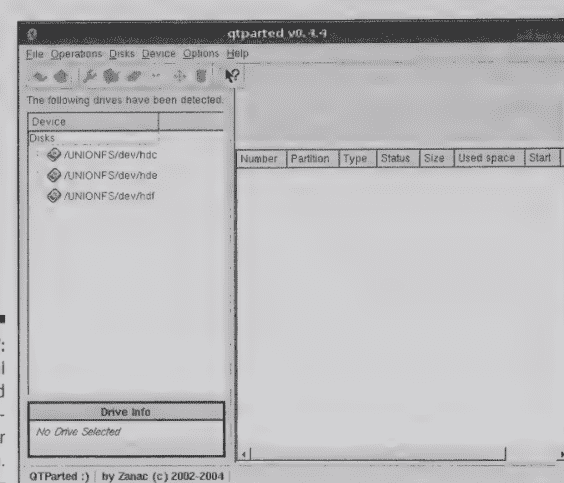 qtparted v0.4.4
File Operations Disks Device Options Help
The following drives have been detected:
Device
Disks
/UNIONFS/dev/hdc
/UNIONFS/dev/hde
/UNIONFS/dev/hdf
Number Partition Type Status Size Used space Start
Drive Info
No Drive Selected
QTParted :) by Zanac (c) 2002-2004